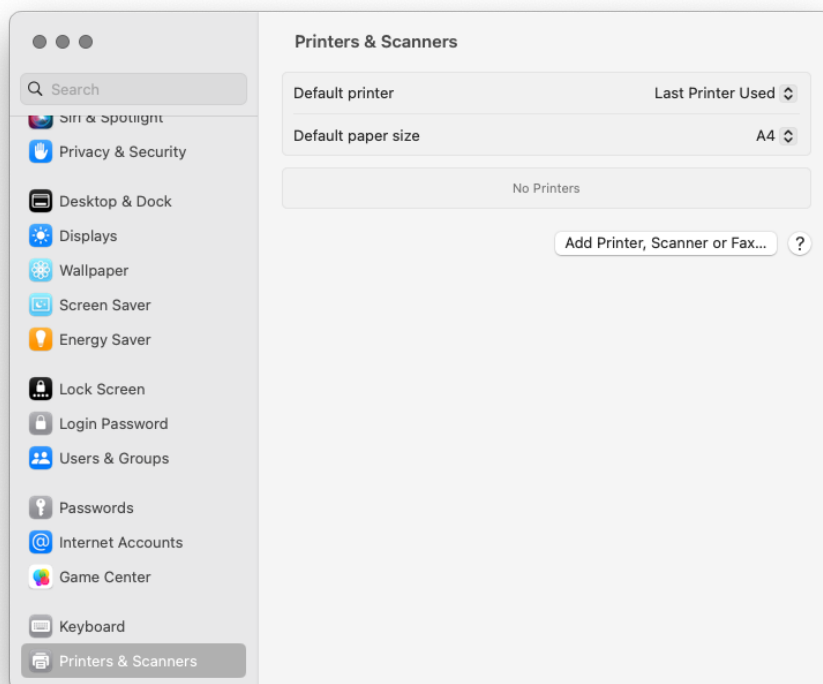 Search
Siri & Spotlight
Privacy & Security
Desktop & Dock
Displays
Wallpaper
Screen Saver
Energy Saver
Lock Screen
Login Password
Users & Groups
Passwords
Internet Accounts
Game Center
Keyboard
Printers & Scanners
Printers & Scanners
Default printer Last Printer Used
Default paper size A4
No Printers
Add Printer, Scanner or Fax... ?